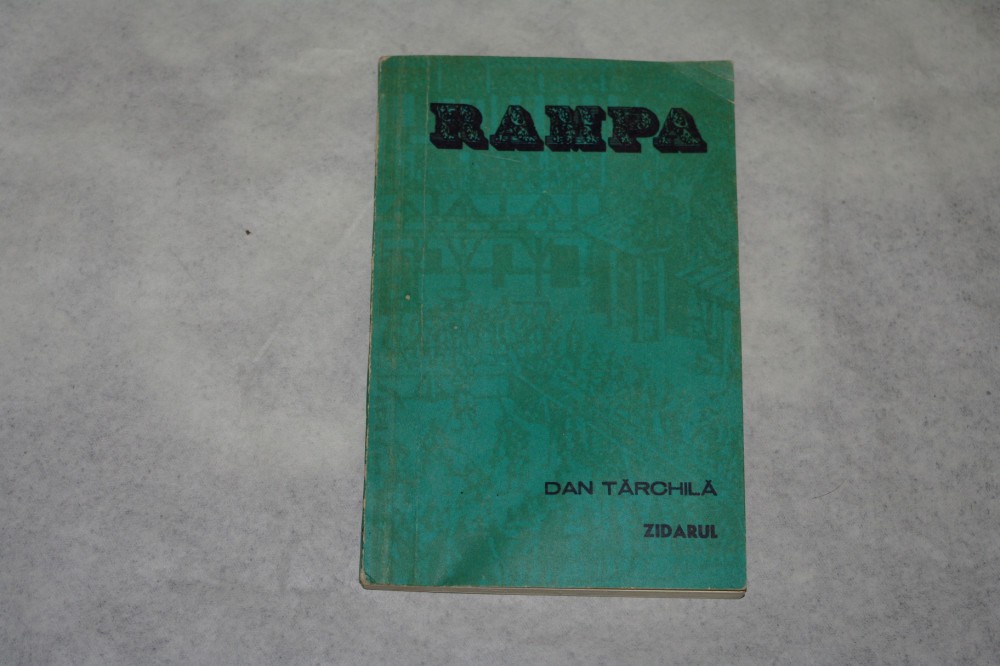 RAMPA
DAN TĂRCHILĂ
ZIDARUL